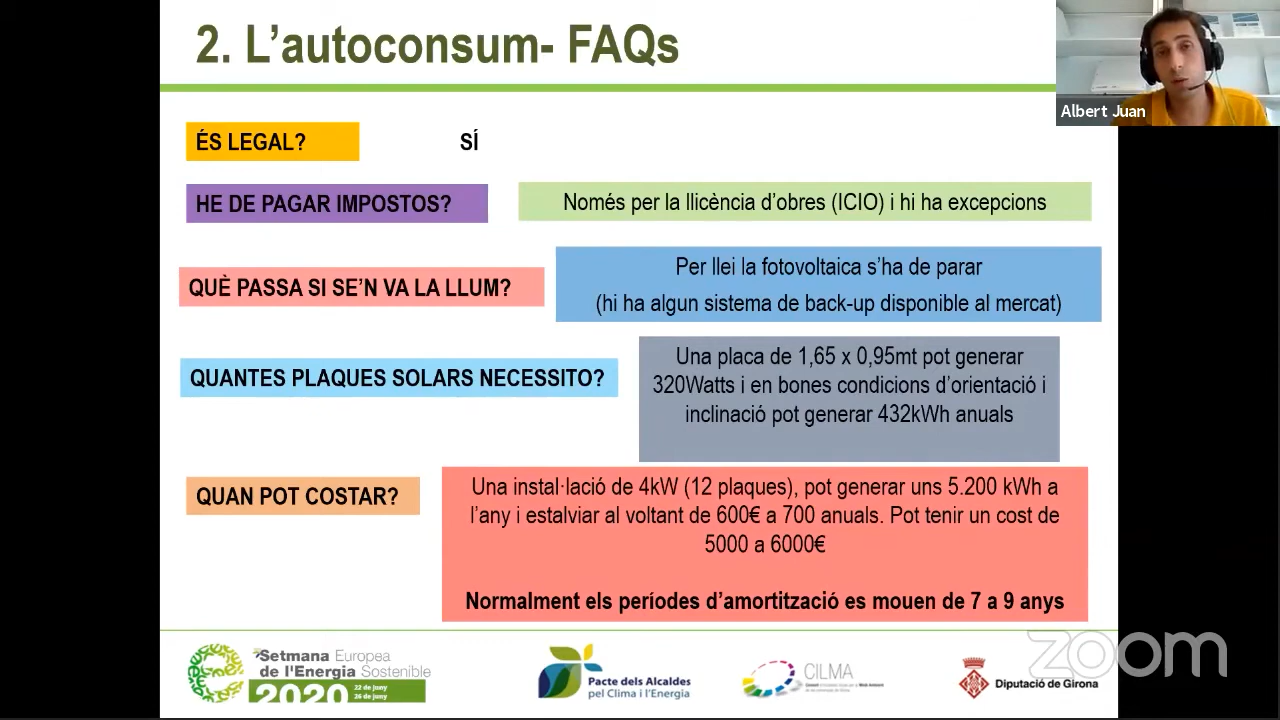 2. L’autoconsum- FAQs
Albert Juan
ÉS LEGAL?
SÍ
HE DE PAGAR IMPOSTOS?
Només per la llicència d’obres (ICIO) i hi ha excepcions
QUÈ PASSA SI SE’N VA LA LLUM?
Per llei la fotovoltaica s’ha de parar
(hi ha algun sistema de back-up disponible al mercat)
QUANTES PLAQUES SOLARS NECESSITO?
Una placa de 1,65 x 0,95mt pot generar
320Watts i en bones condicions d’orientació i
inclinació pot generar 432kWh anuals
QUAN POT COSTAR?
Una instal·lació de 4kW (12 plaques), pot generar uns 5.200 kWh a
l’any i estalviar al voltant de 600€ a 700 anuals. Pot tenir un cost de
5000 a 6000€
Normalment els períodes d’amortització es mouen de 7 a 9 anys
Setmana Europea
de l'Energia Sostenible
2020
22 de juny
26 de juny
Pacte dels Alcaldes
pel Clima i l'Energia
CILMA
Diputació de Girona
zoom